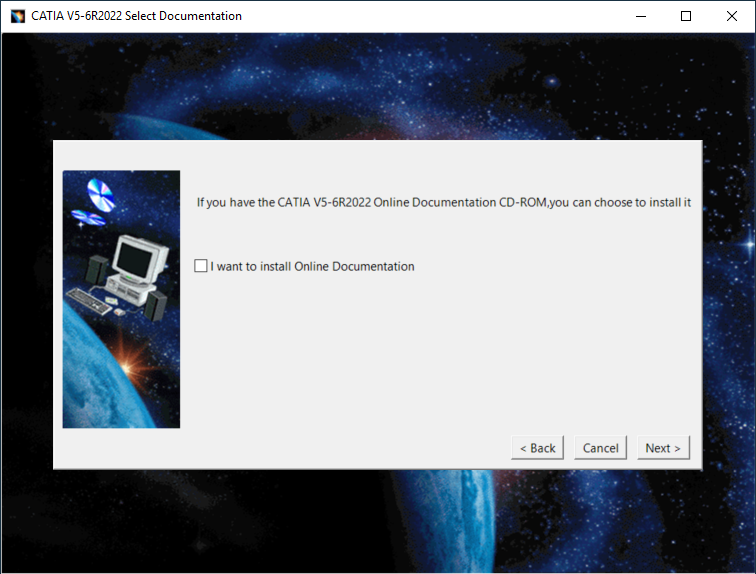 CATIA V5-6R2022 Select Documentation
If you have the CATIA V5-6R2022 Online Documentation CD-ROM,you can choose to install it
I want to install Online Documentation
< Back Cancel Next >